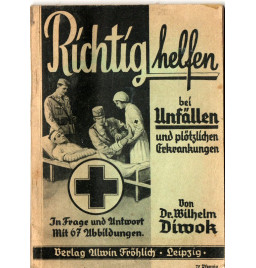 Richtig helfen
bei
Unfällen
und plötzlichen
Erkrankungen
Von
Dr. Wilhelm
Diwok
In Frage und Antwort
Mit 67 Abbildungen.
Verlag Alwin Fröhlich · Leipzig ·